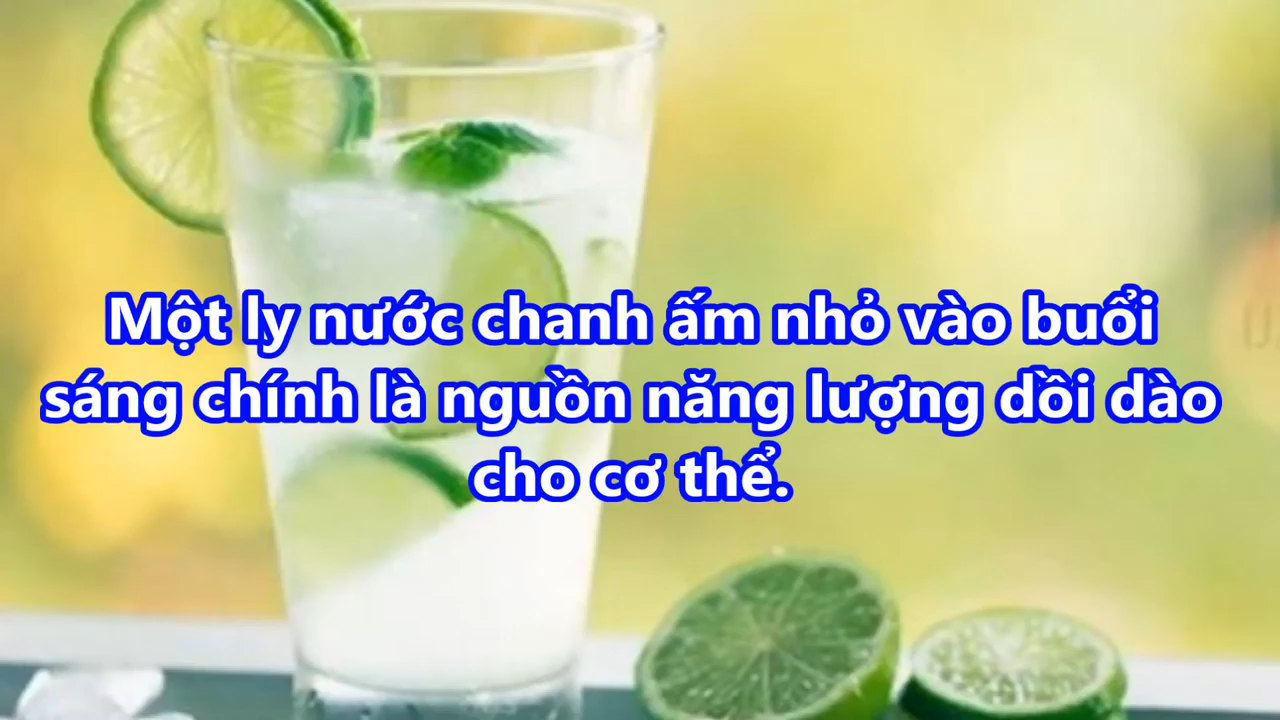 Một ly nước chanh ấm nhỏ vào buổi
sáng chính là nguồn năng lượng dồi dào
cho cơ thể.